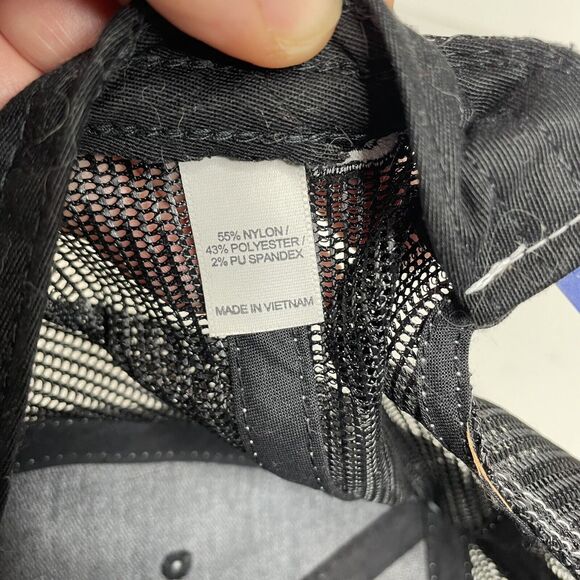 55% NYLON /
43% POLYESTER /
2% PU SPANDEX
MADE IN VIETNAM